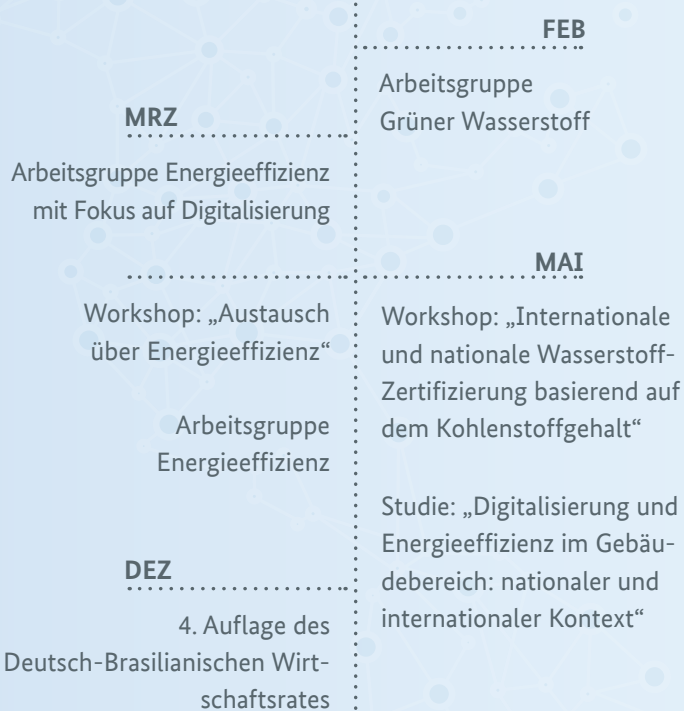 FEB
Arbeitsgruppe
Grüner Wasserstoff
MRZ
Arbeitsgruppe Energieeffizienz
mit Fokus auf Digitalisierung
MAI
Workshop: „Austausch
über Energieeffizienz“
Arbeitsgruppe
Energieeffizienz
Workshop: „Internationale
und nationale Wasserstoff-
Zertifizierung basierend auf
dem Kohlenstoffgehalt“
Studie: „Digitalisierung und
Energieeffizienz im Gebäu-
debereich: nationaler und
internationaler Kontext“
DEZ
4. Auflage des
Deutsch-Brasilianischen Wirt-
schaftsrates